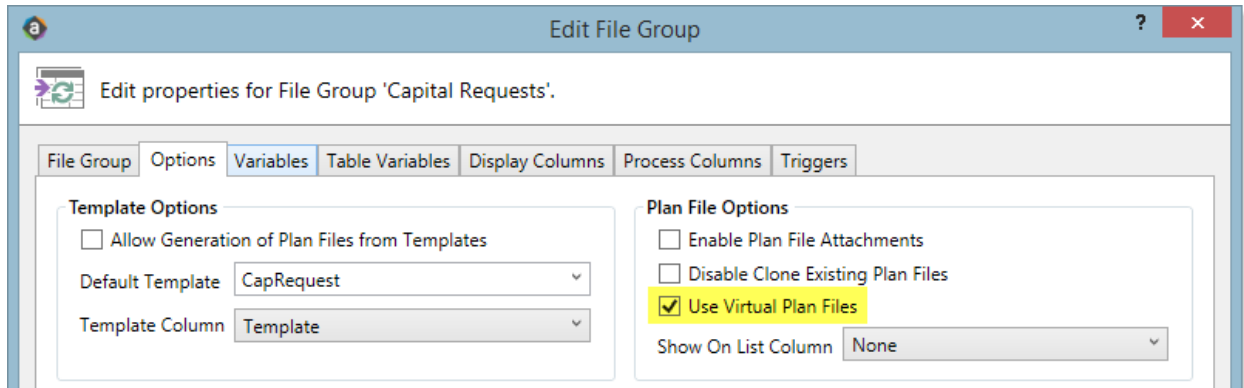 Edit File Group
?
Edit properties for File Group 'Capital Requests'.
File Group Options Variables Table Variables Display Columns Process Columns Triggers
Template Options
Allow Generation of Plan Files from Templates
Default Template CapRequest
Template Column Template
Plan File Options
Enable Plan File Attachments
Disable Clone Existing Plan Files
Use Virtual Plan Files
Show On List Column None